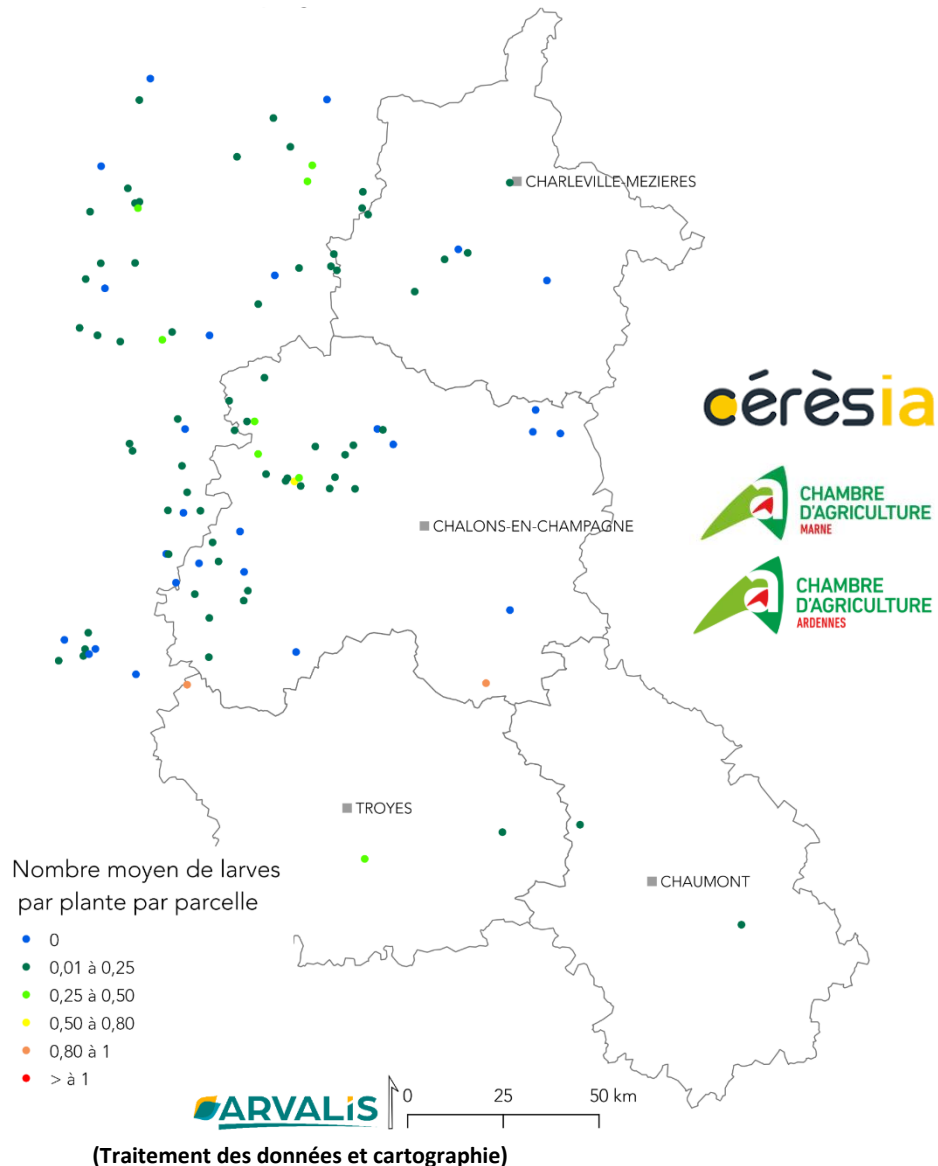 CHARLEVILLE-MEZIERES
cérèsia
CHAMBRE
D'AGRICULTURE
MARNE
CHALONS-EN-CHAMPAGNE
CHAMBRE
D'AGRICULTURE
ARDENNES
TROYES
CHAUMONT
Nombre moyen de larves
par plante par parcelle
0
0,01 à 0,25
0,25 à 0,50
0,50 à 0,80
0,80 à 1
> à 1
ARVALiS
0 25 50 km
(Traitement des données et cartographie)